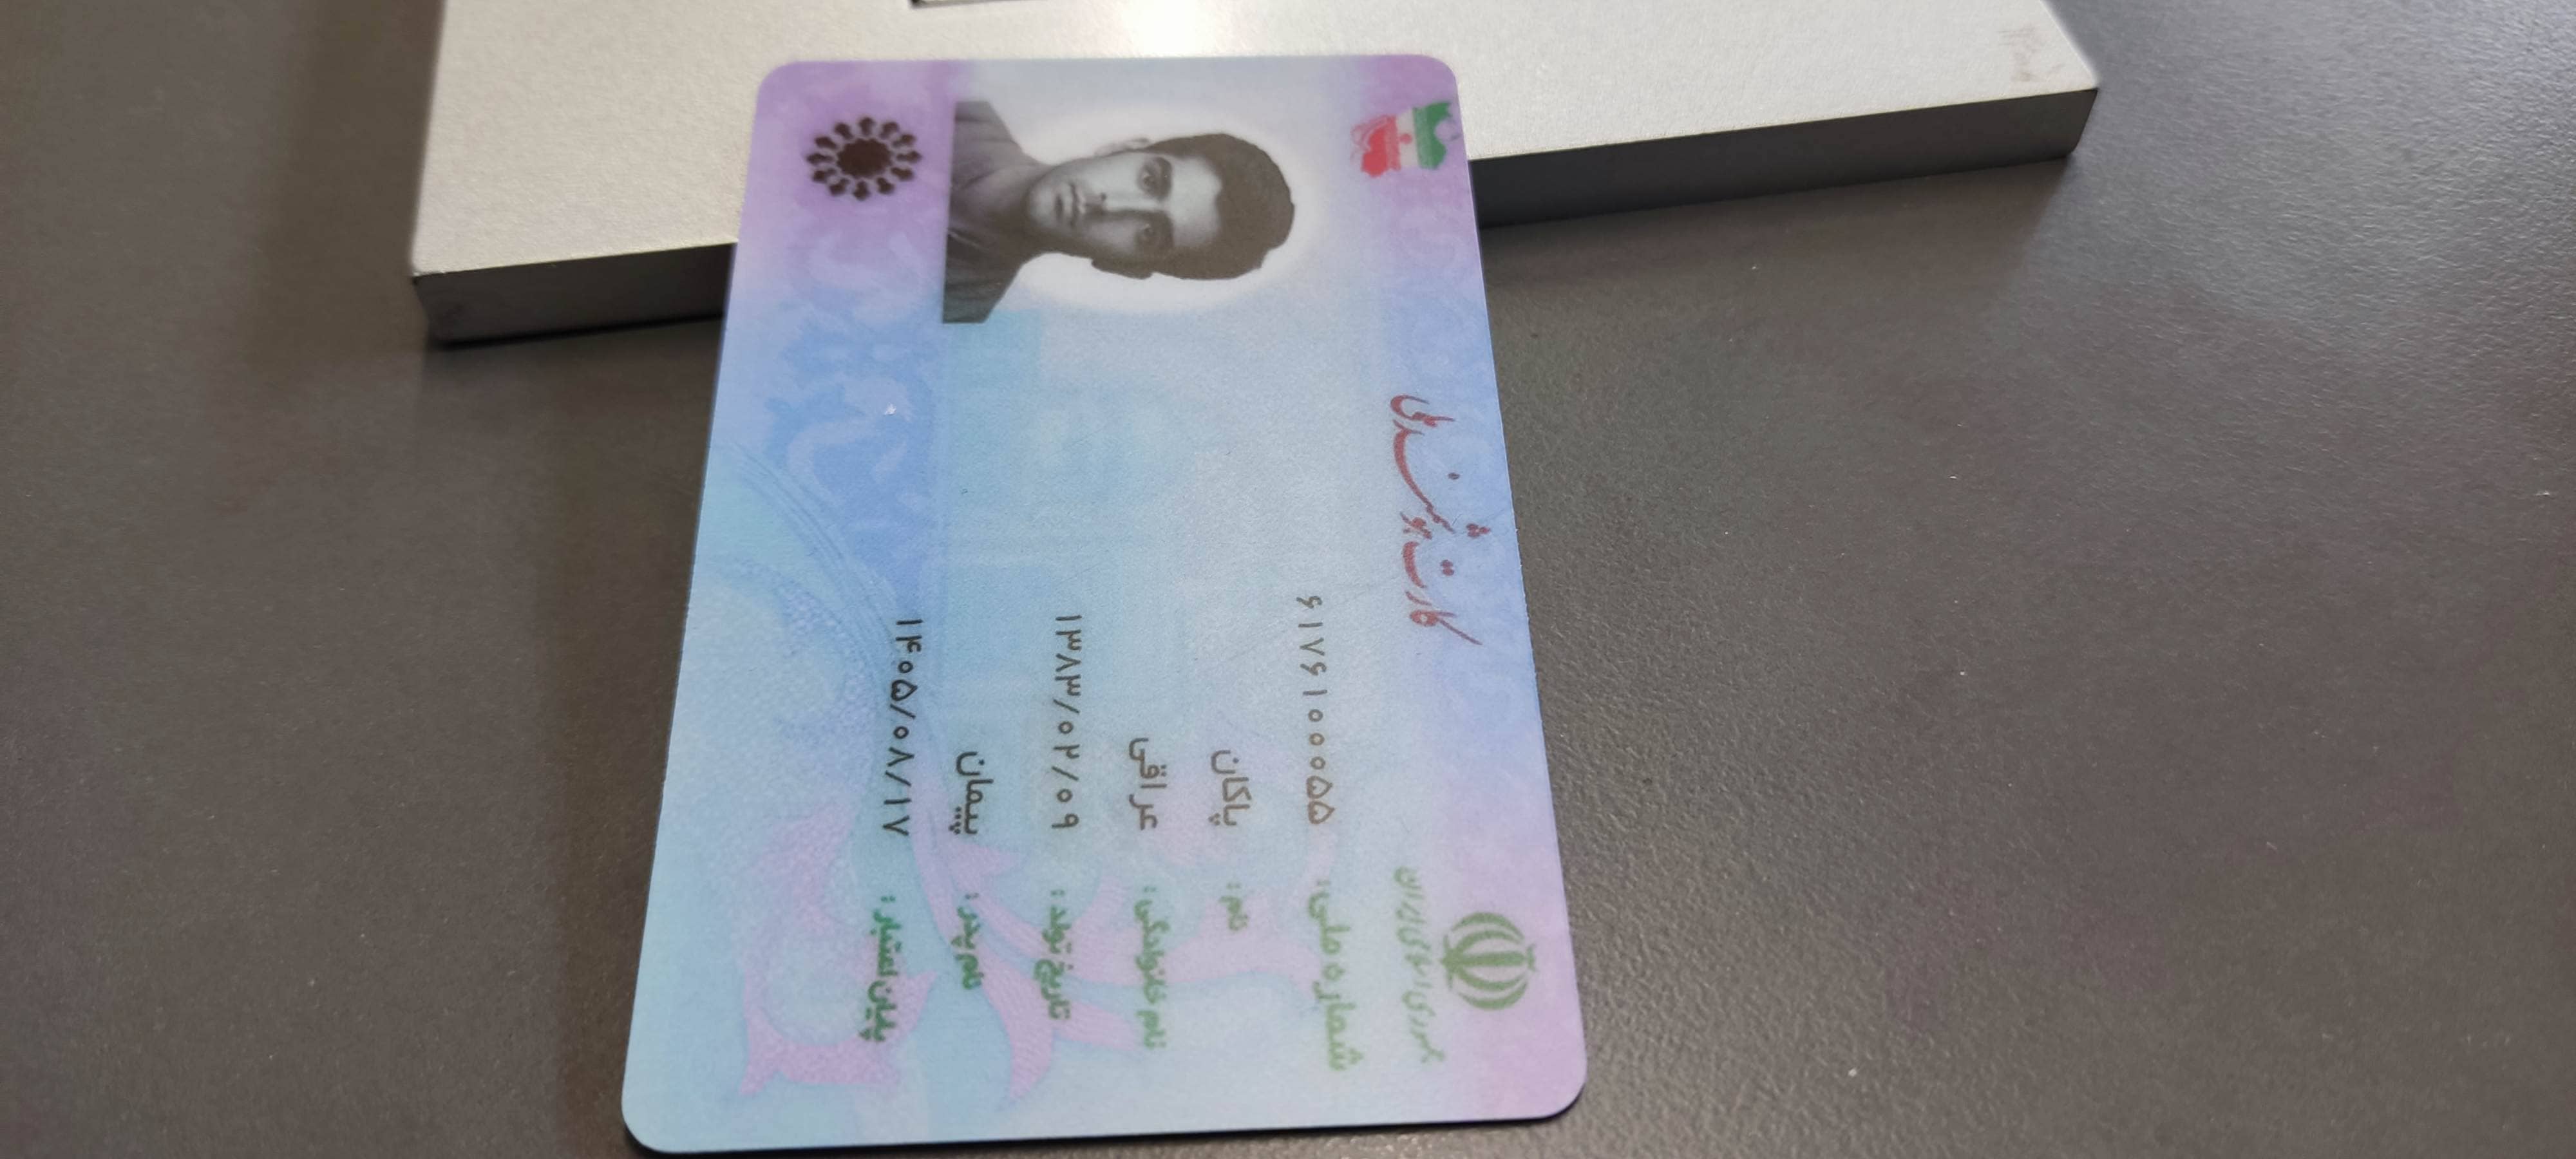 جمهوری اسلامی ایران
کارت هوشمند ملی
شماره ملی: ۶۱۷۶۱۰۰۰۵۵
نام: پاکان
نام خانوادگی: عراقی
تاریخ تولد: ۱۳۸۳/۰۲/۰۹
نام پدر: پیمان
پایان اعتبار: ۱۴۰۵/۰۸/۱۷